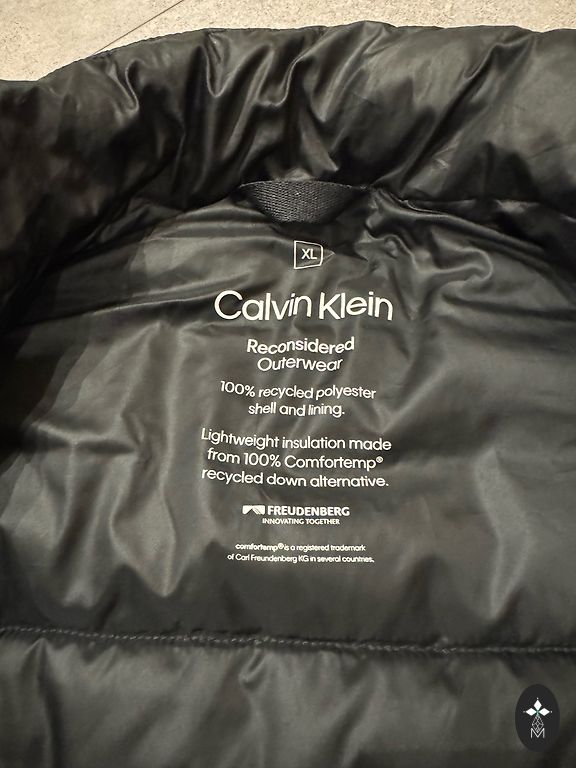 XL
Calvin Klein
Reconsidered
Outerwear
100% recycled polyester
shell and lining.
Lightweight insulation made
from 100% Comfortemp®
recycled down alternative.
FREUDENBERG
INNOVATING TOGETHER
comfortemp® is a registered trademark
of Carl Freundenberg KG in several countries.
M